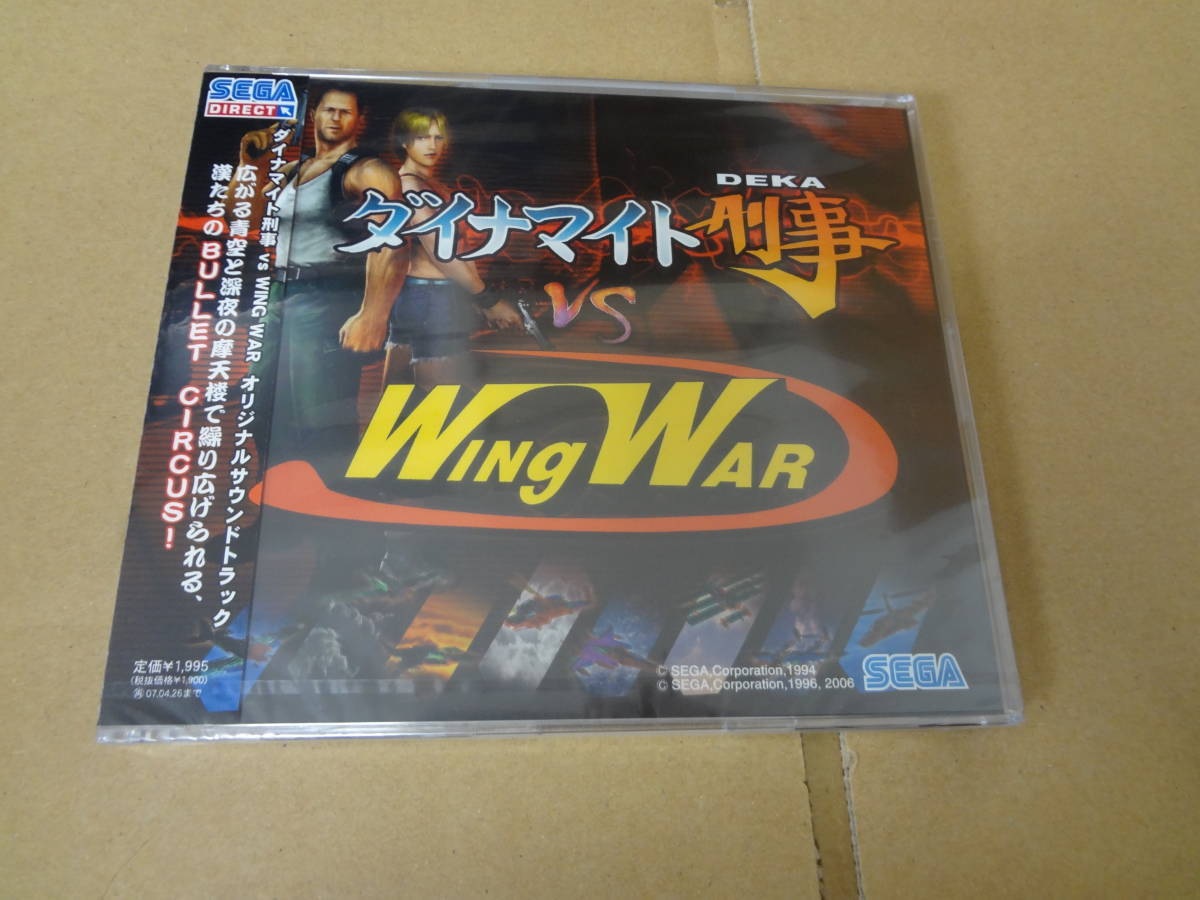 SEGA
DIRECT
ダイナマイト刑事 vs WING WAR オリジナルサウンドトラック
広がる青空と深夜の摩天楼で繰り広げられる、
漢たちのBULLET CIRCUS!
定価¥1,995
(税抜価格¥1,900)
再 07.04.26まで
DEKA
ダイナマイト刑事
VS
WING WAR
© SEGA,Corporation,1994
© SEGA,Corporation,1996, 2006
SEGA